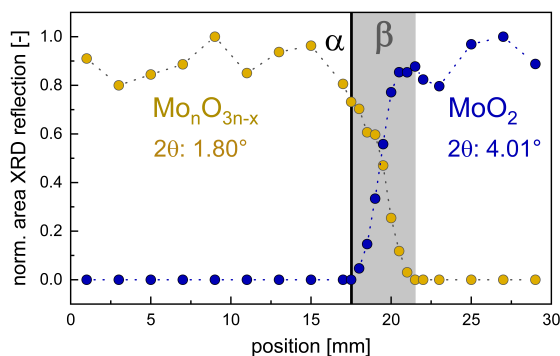 norm. area XRD reflection [-]
1.0
0.8
0.6
0.4
0.2
0.0
α
β
MoₙO₃ₙ₋ₓ
2θ: 1.80°
MoO₂
2θ: 4.01°
0 5 10 15 20 25 30
position [mm]